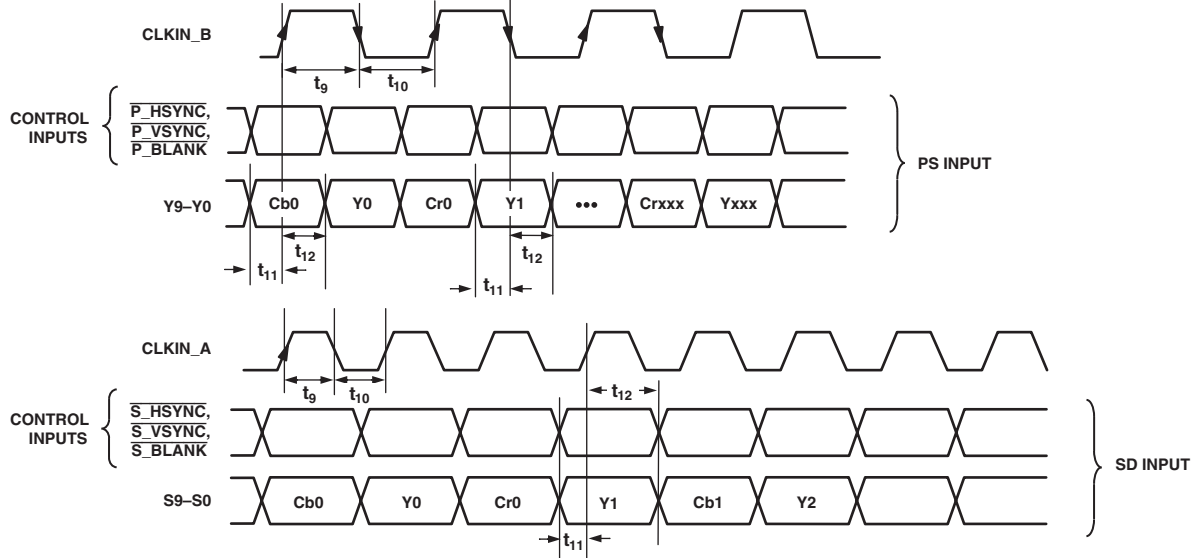 CLKIN_B
t9
t10
CONTROL
INPUTS
P_HSYNC,
P_VSYNC,
P_BLANK
PS INPUT
Y9–Y0
Cb0
Y0
Cr0
Y1
•••
Crxxx
Yxxx
t12
t12
t11
t11
CLKIN_A
t9
t10
t12
CONTROL
INPUTS
S_HSYNC,
S_VSYNC,
S_BLANK
SD INPUT
S9–S0
Cb0
Y0
Cr0
Y1
Cb1
Y2
t11